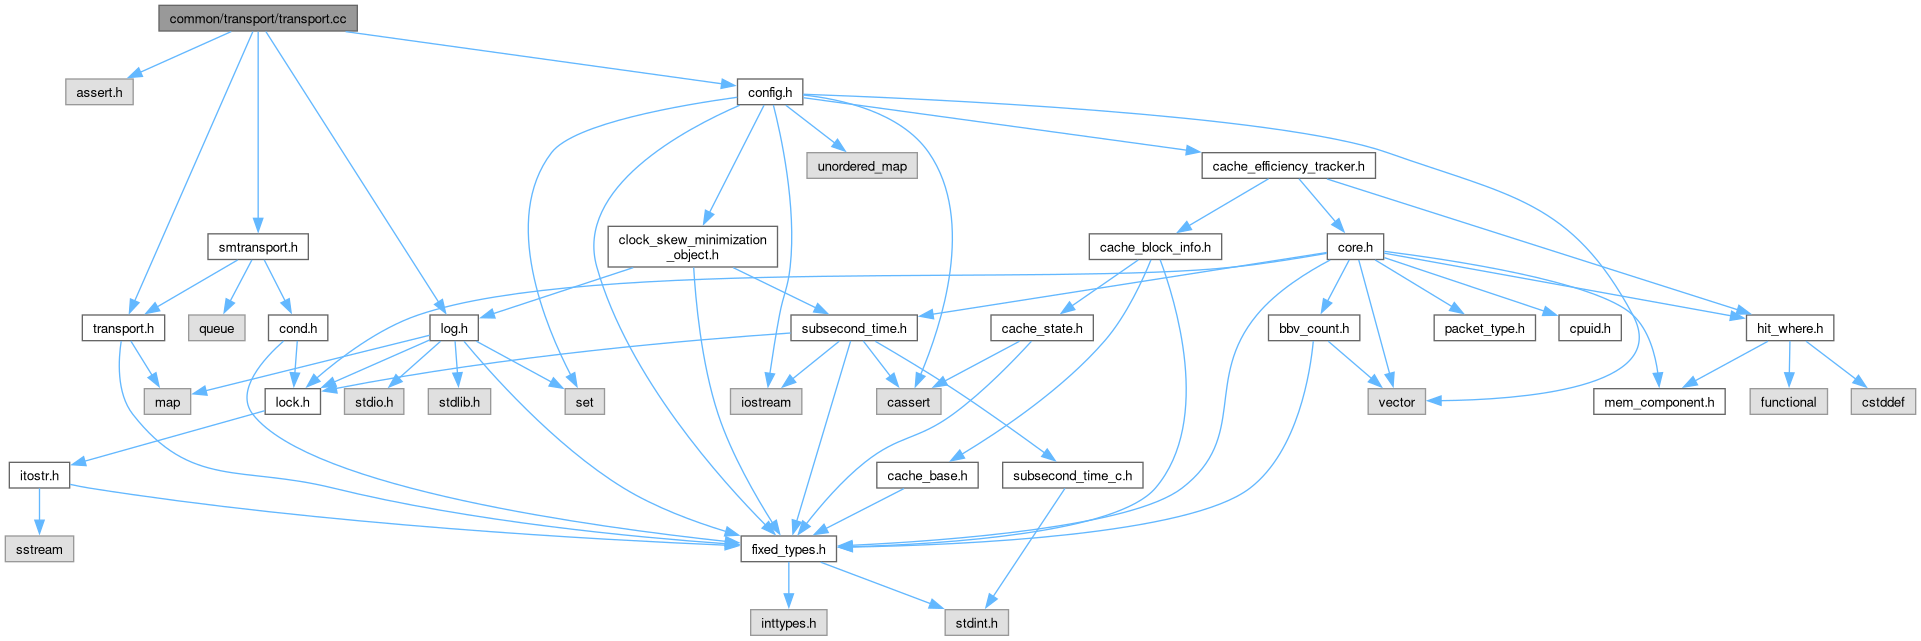 common/transport/transport.cc
assert.h
config.h
unordered_map
cache_efficiency_tracker.h
smtransport.h
clock_skew_minimization
_object.h
cache_block_info.h
core.h
transport.h
queue
cond.h
log.h
subsecond_time.h
cache_state.h
bbv_count.h
packet_type.h
cpuid.h
hit_where.h
map
lock.h
stdio.h
stdlib.h
set
iostream
cassert
vector
mem_component.h
functional
cstddef
itostr.h
cache_base.h
subsecond_time_c.h
sstream
fixed_types.h
inttypes.h
stdint.h